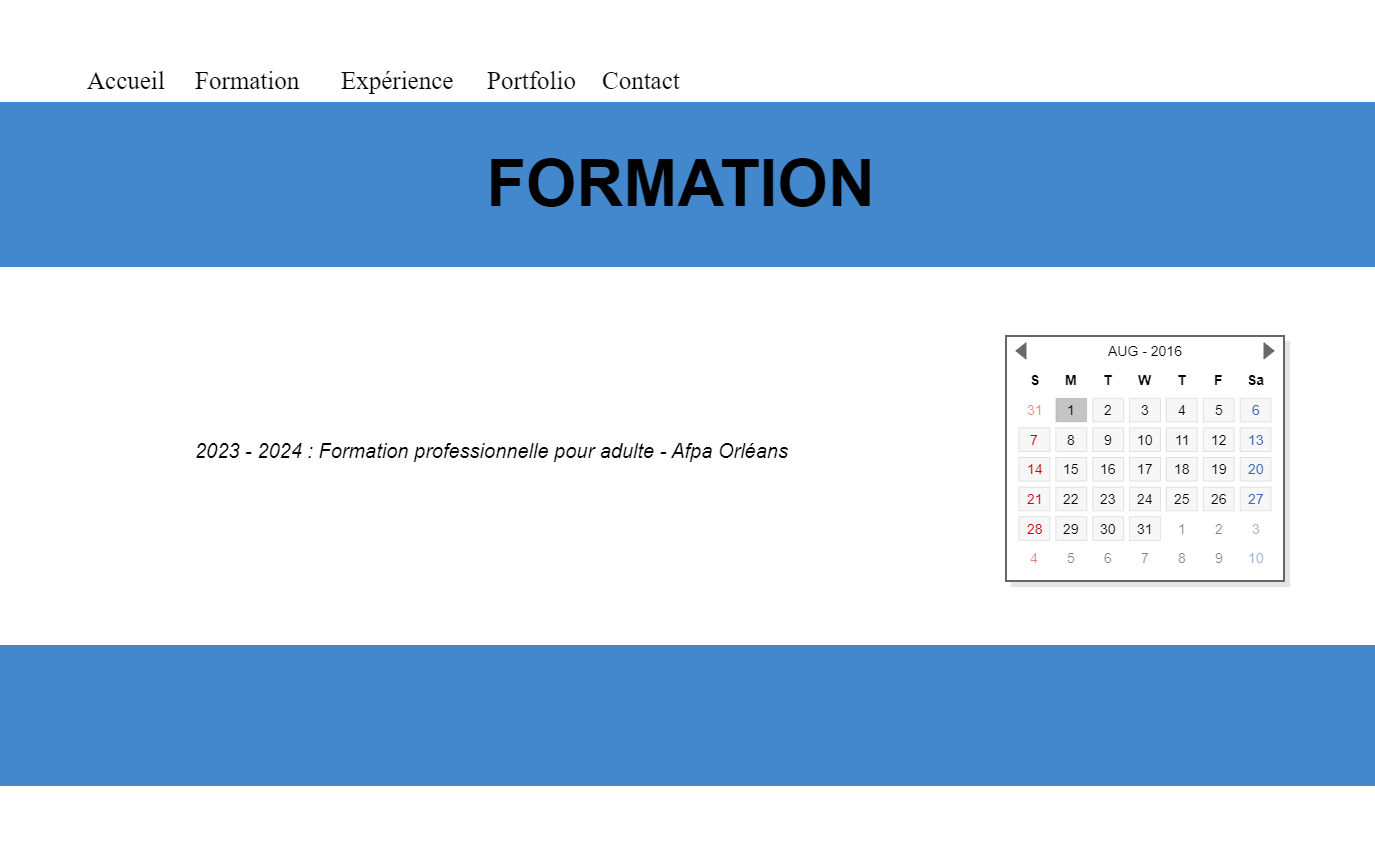 Accueil Formation Expérience Portfolio Contact
FORMATION
2023 - 2024 : Formation professionnelle pour adulte - Afpa Orléans
AUG - 2016
S M T W T F Sa
31 1 2 3 4 5 6
7 8 9 10 11 12 13
14 15 16 17 18 19 20
21 22 23 24 25 26 27
28 29 30 31 1 2 3
4 5 6 7 8 9 10